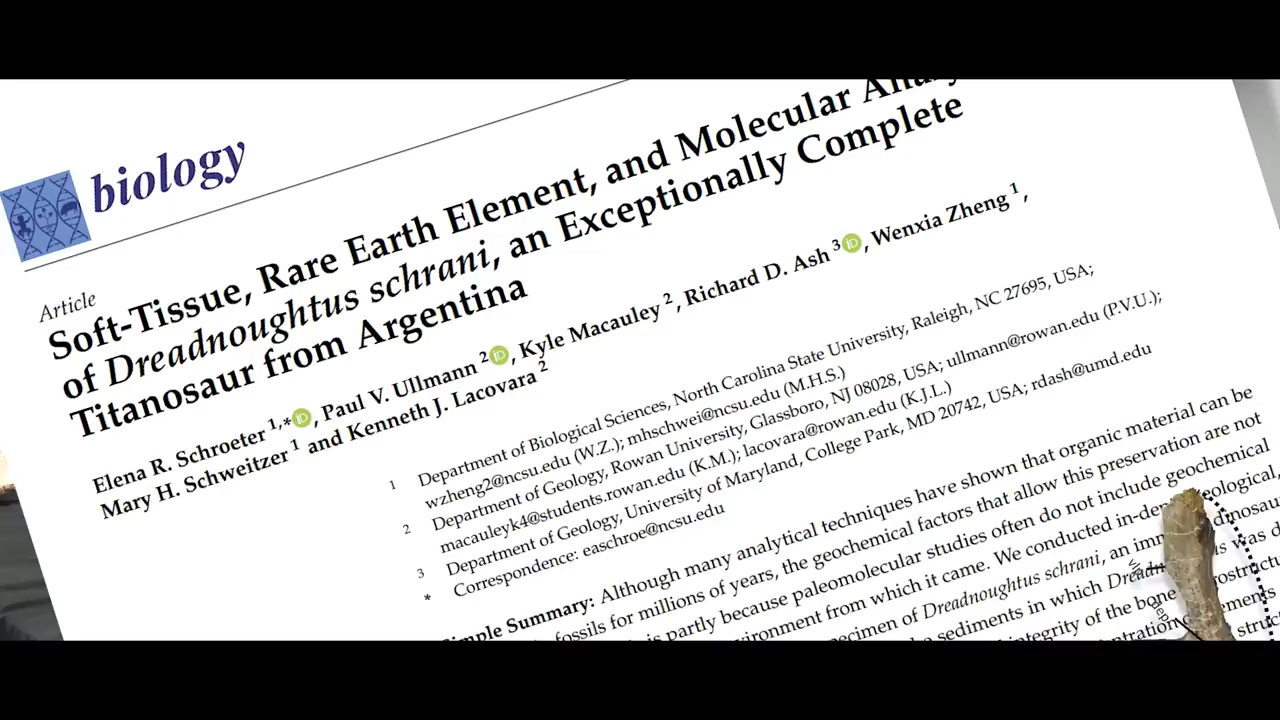 biology
Article
Soft-Tissue, Rare Earth Element, and Molecular
of Dreadnoughtus schrani, an Exceptionally Complete
Titanosaur from Argentina
Elena R. Schroeter 1,*, Paul V. Ullmann 2, Kyle Macauley 2, Richard D. Ash 3, Wenxia Zheng 1,
Mary H. Schweitzer 1 and Kenneth J. Lacovara 2
1 Department of Biological Sciences, North Carolina State University, Raleigh, NC 27695, USA;
wzheng2@ncsu.edu (W.Z.); mhschwei@ncsu.edu (M.H.S.)
2 Department of Geology, Rowan University, Glassboro, NJ 08028, USA; ullmann@rowan.edu (P.V.U.);
macauleyk4@students.rowan.edu (K.M.); lacovara@rowan.edu (K.J.L.)
3 Department of Geology, University of Maryland, College Park, MD 20742, USA; rdash@umd.edu
* Correspondence: easchroe@ncsu.edu
Simple Summary: Although many analytical techniques have shown that organic material can be
fossils for millions of years, the geochemical factors that allow this preservation are not
is partly because paleomolecular studies often do not include geochemical
from which it came. We conducted
of Dreadnoughtus schrani, an
sediments in which was
integrity of the bone